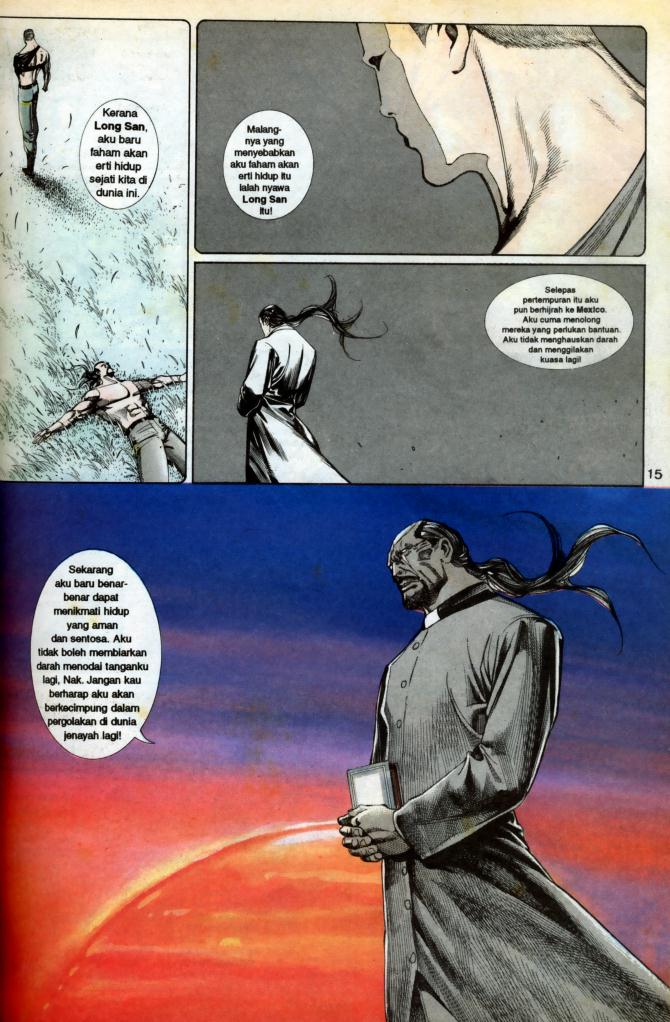 Kerana
Long San,
aku baru
faham akan
erti hidup
sejati kita di
dunia ini.
Malang-
nya yang
menyebabkan
aku faham akan
erti hidup itu
ialah nyawa
Long San
itu!
Selepas
pertempuran itu aku
pun berhijrah ke Mexico.
Aku cuma menolong
mereka yang perlukan bantuan.
Aku tidak menghauskan darah
dan menggilakan
kuasa lagi!
15
Sekarang
aku baru benar-
benar dapat
menikmati hidup
yang aman
dan sentosa. Aku
tidak boleh membiarkan
darah menodai tanganku
lagi, Nak. Jangan kau
berharap aku akan
berkecimpung dalam
pergolakan di dunia
jenayah lagi!